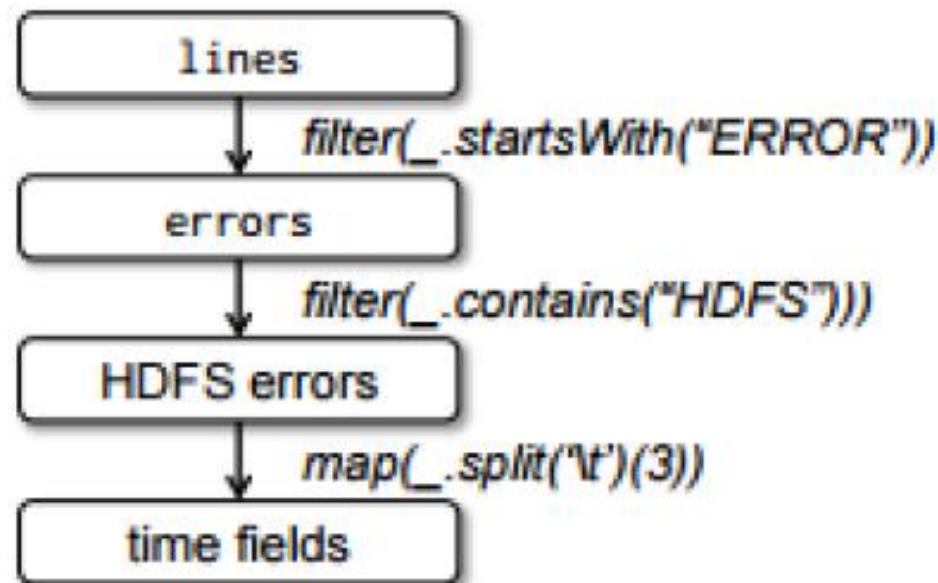 lines
filter(_.startsWith("ERROR"))
errors
filter(_.contains("HDFS")))
HDFS errors
map(_.split('\t')(3))
time fields